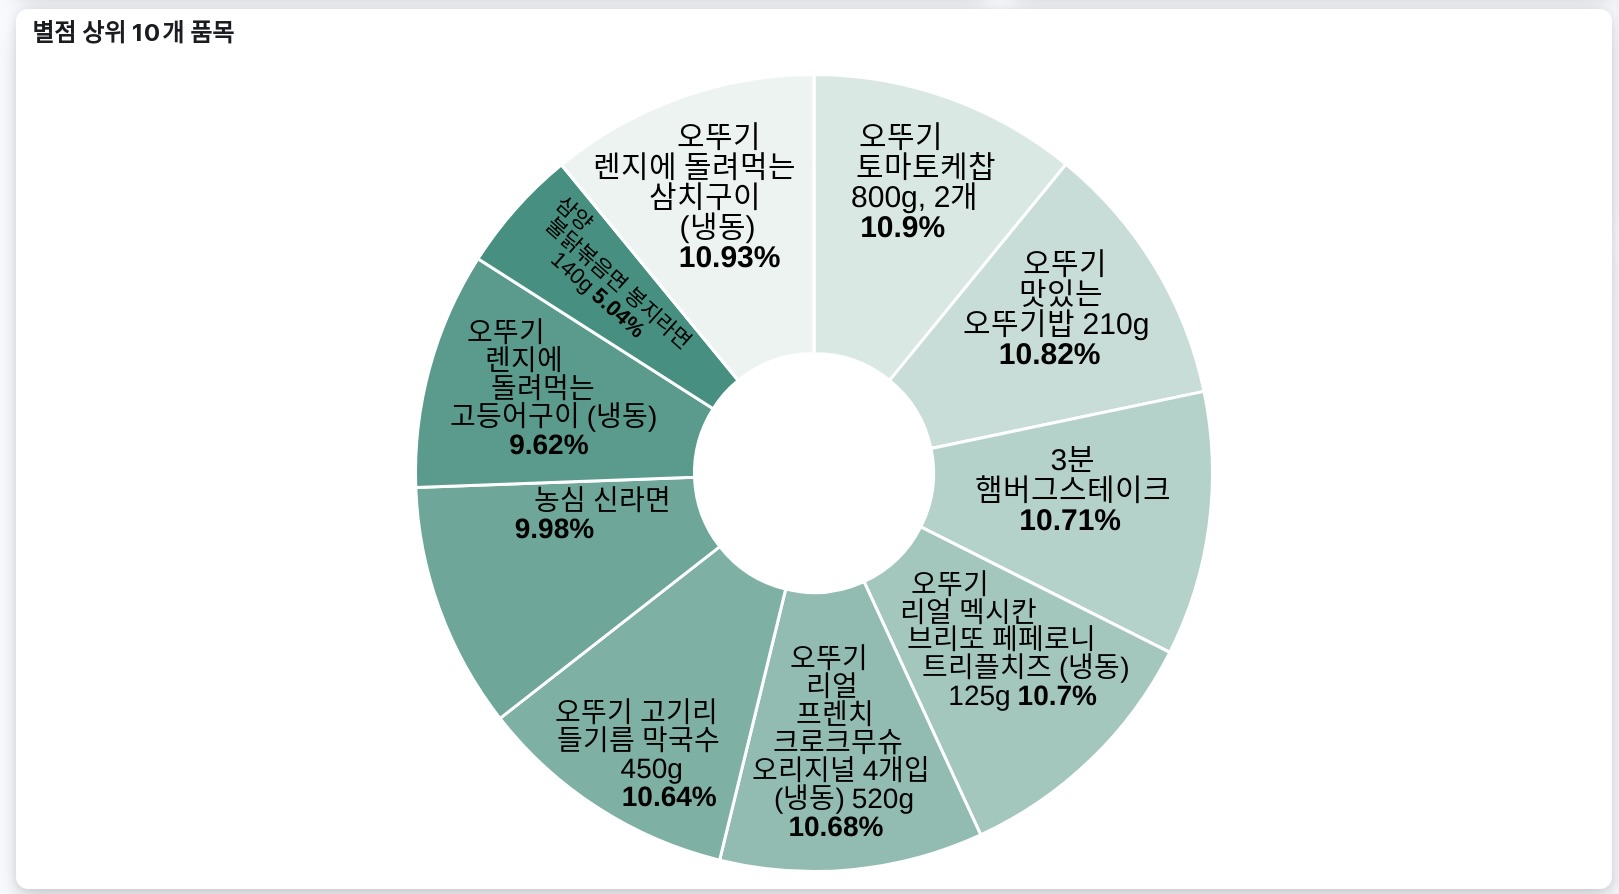 별점 상위 10개 품목
오뚜기
렌지에 돌려먹는
삼치구이
(냉동)
10.93%
오뚜기
토마토케찹
800g, 2개
10.9%
오뚜기
맛있는
오뚜기밥 210g
10.82%
3분
햄버그스테이크
10.71%
오뚜기
리얼 멕시칸
브리또 페페로니
트리플치즈 (냉동)
125g 10.7%
오뚜기
리얼
프렌치
크로크무슈
오리지널 4개입
(냉동) 520g
10.68%
오뚜기 고기리
들기름 막국수
450g
10.64%
농심 신라면
9.98%
오뚜기
렌지에
돌려먹는
고등어구이 (냉동)
9.62%
삼양
불닭볶음면 봉지라면
140g 5.04%